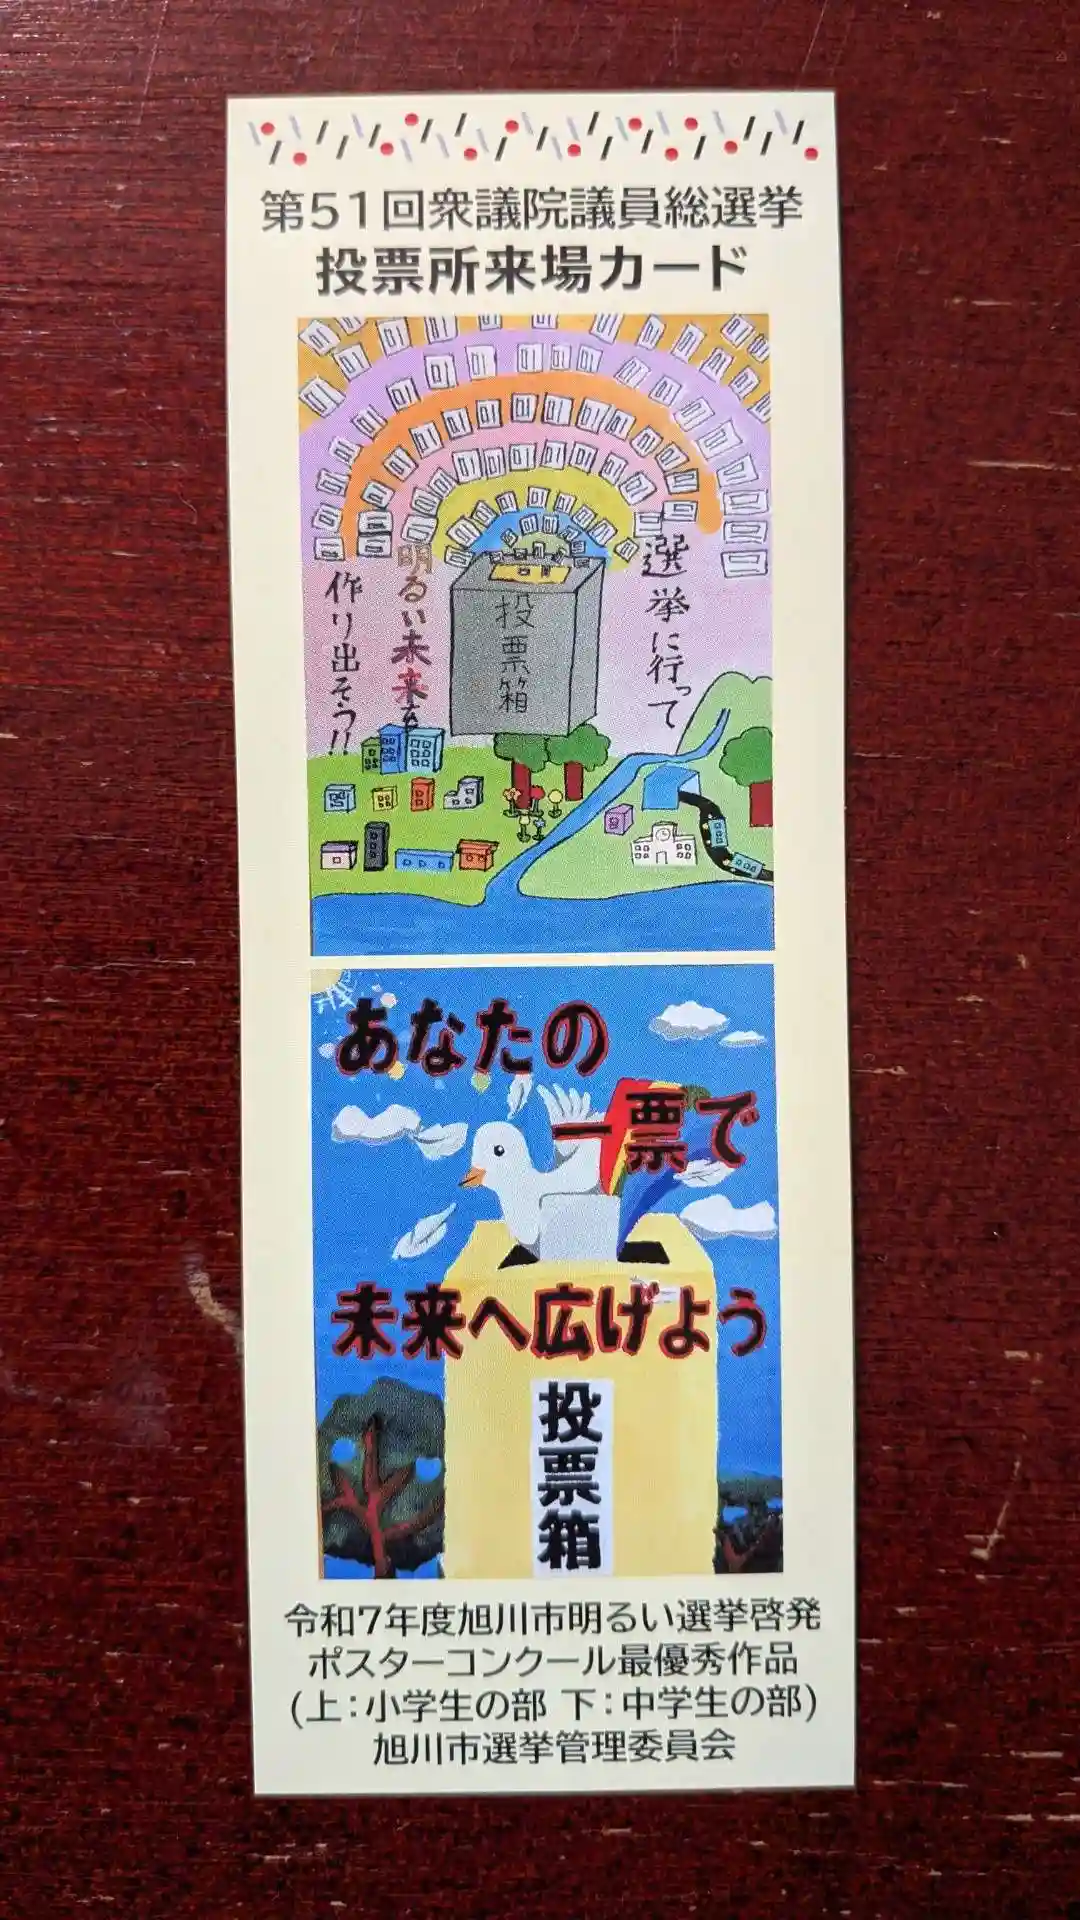 第51回衆議院議員総選挙
投票所来場カード
選挙に行って
明るい未来を
作り出そう!!
投票箱
あなたの
一票で
未来へ広げよう
投票箱
令和7年度旭川市明るい選挙啓発
ポスターコンクール最優秀作品
(上:小学生の部 下:中学生の部)
旭川市選挙管理委員会